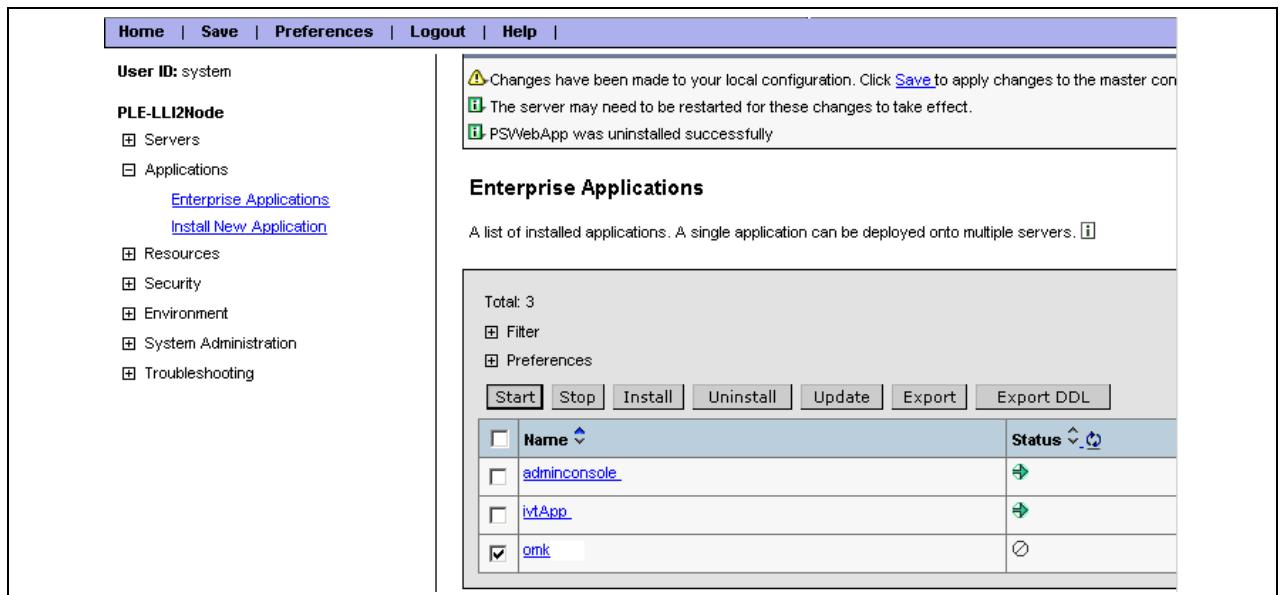 Home | Save | Preferences | Logout | Help |
User ID: system
PLE-LLI2Node
Servers
Applications
Enterprise Applications
Install New Application
Resources
Security
Environment
System Administration
Troubleshooting
Changes have been made to your local configuration. Click Save to apply changes to the master con
The server may need to be restarted for these changes to take effect.
PSWebApp was uninstalled successfully
Enterprise Applications
A list of installed applications. A single application can be deployed onto multiple servers.
Total: 3
Filter
Preferences
Start Stop Install Uninstall Update Export Export DDL
Name Status
adminconsole
ivtApp
omk